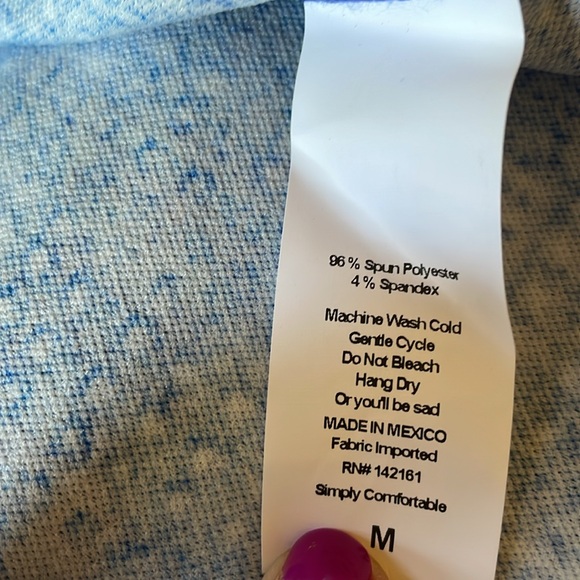 96 % Spun Polyester
4 % Spandex
Machine Wash Cold
Gentle Cycle
Do Not Bleach
Hang Dry
Or you'll be sad
MADE IN MEXICO
Fabric Imported
RN# 142161
Simply Comfortable
M